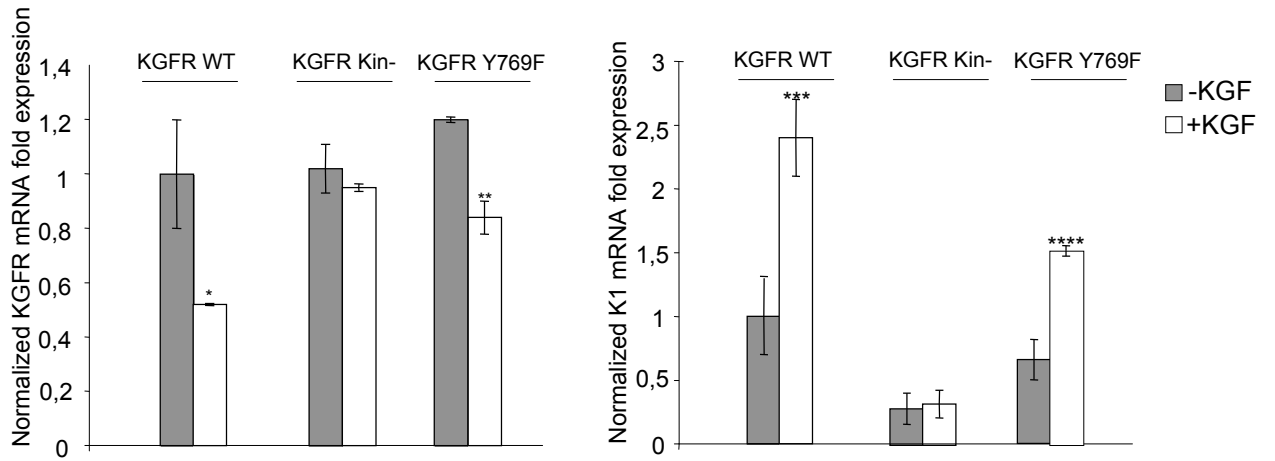 Normalized KGFR mRNA fold expression
KGFR WT
KGFR Kin-
KGFR Y769F
1,4
1.2
1
0.8
0.6
0,4
0,2
0
*
**
Normalized K1 mRNA fold expression
KGFR WT
KGFR Kin-
KGFR Y769F
3
2,5
2
1,5
1
0,5
0
***
****
-KGF
+KGF